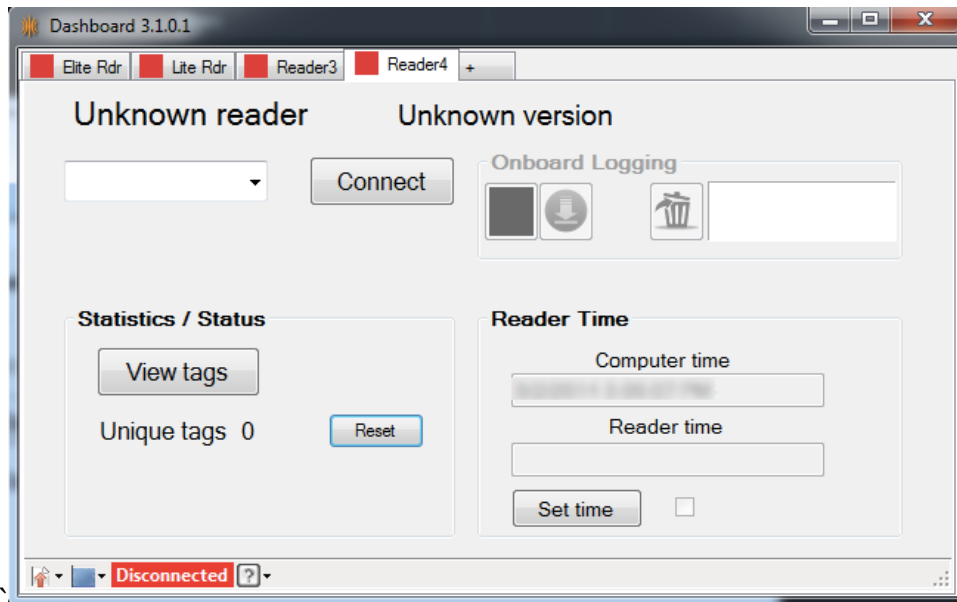 Dashboard 3.1.0.1
Elite Rdr Lite Rdr Reader3 Reader4 +
Unknown reader Unknown version
Connect
Onboard Logging
Statistics / Status
View tags
Unique tags 0 Reset
Reader Time
Computer time
Reader time
Set time
Disconnected ?